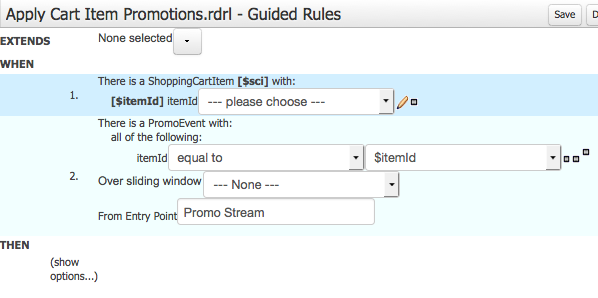 Apply Cart Item Promotions.rdrl - Guided Rules Save
EXTENDS None selected
WHEN
There is a ShoppingCartItem [$sci] with:
1. [$itemId] itemId --- please choose ---
There is a PromoEvent with:
all of the following:
itemId equal to $itemId
2. Over sliding window --- None ---
From Entry Point Promo Stream
THEN
(show
options...)